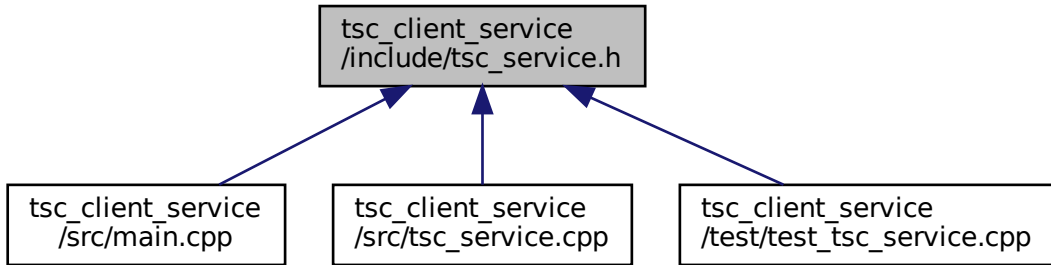 tsc_client_service
/include/tsc_service.h
tsc_client_service
/src/main.cpp
tsc_client_service
/src/tsc_service.cpp
tsc_client_service
/test/test_tsc_service.cpp